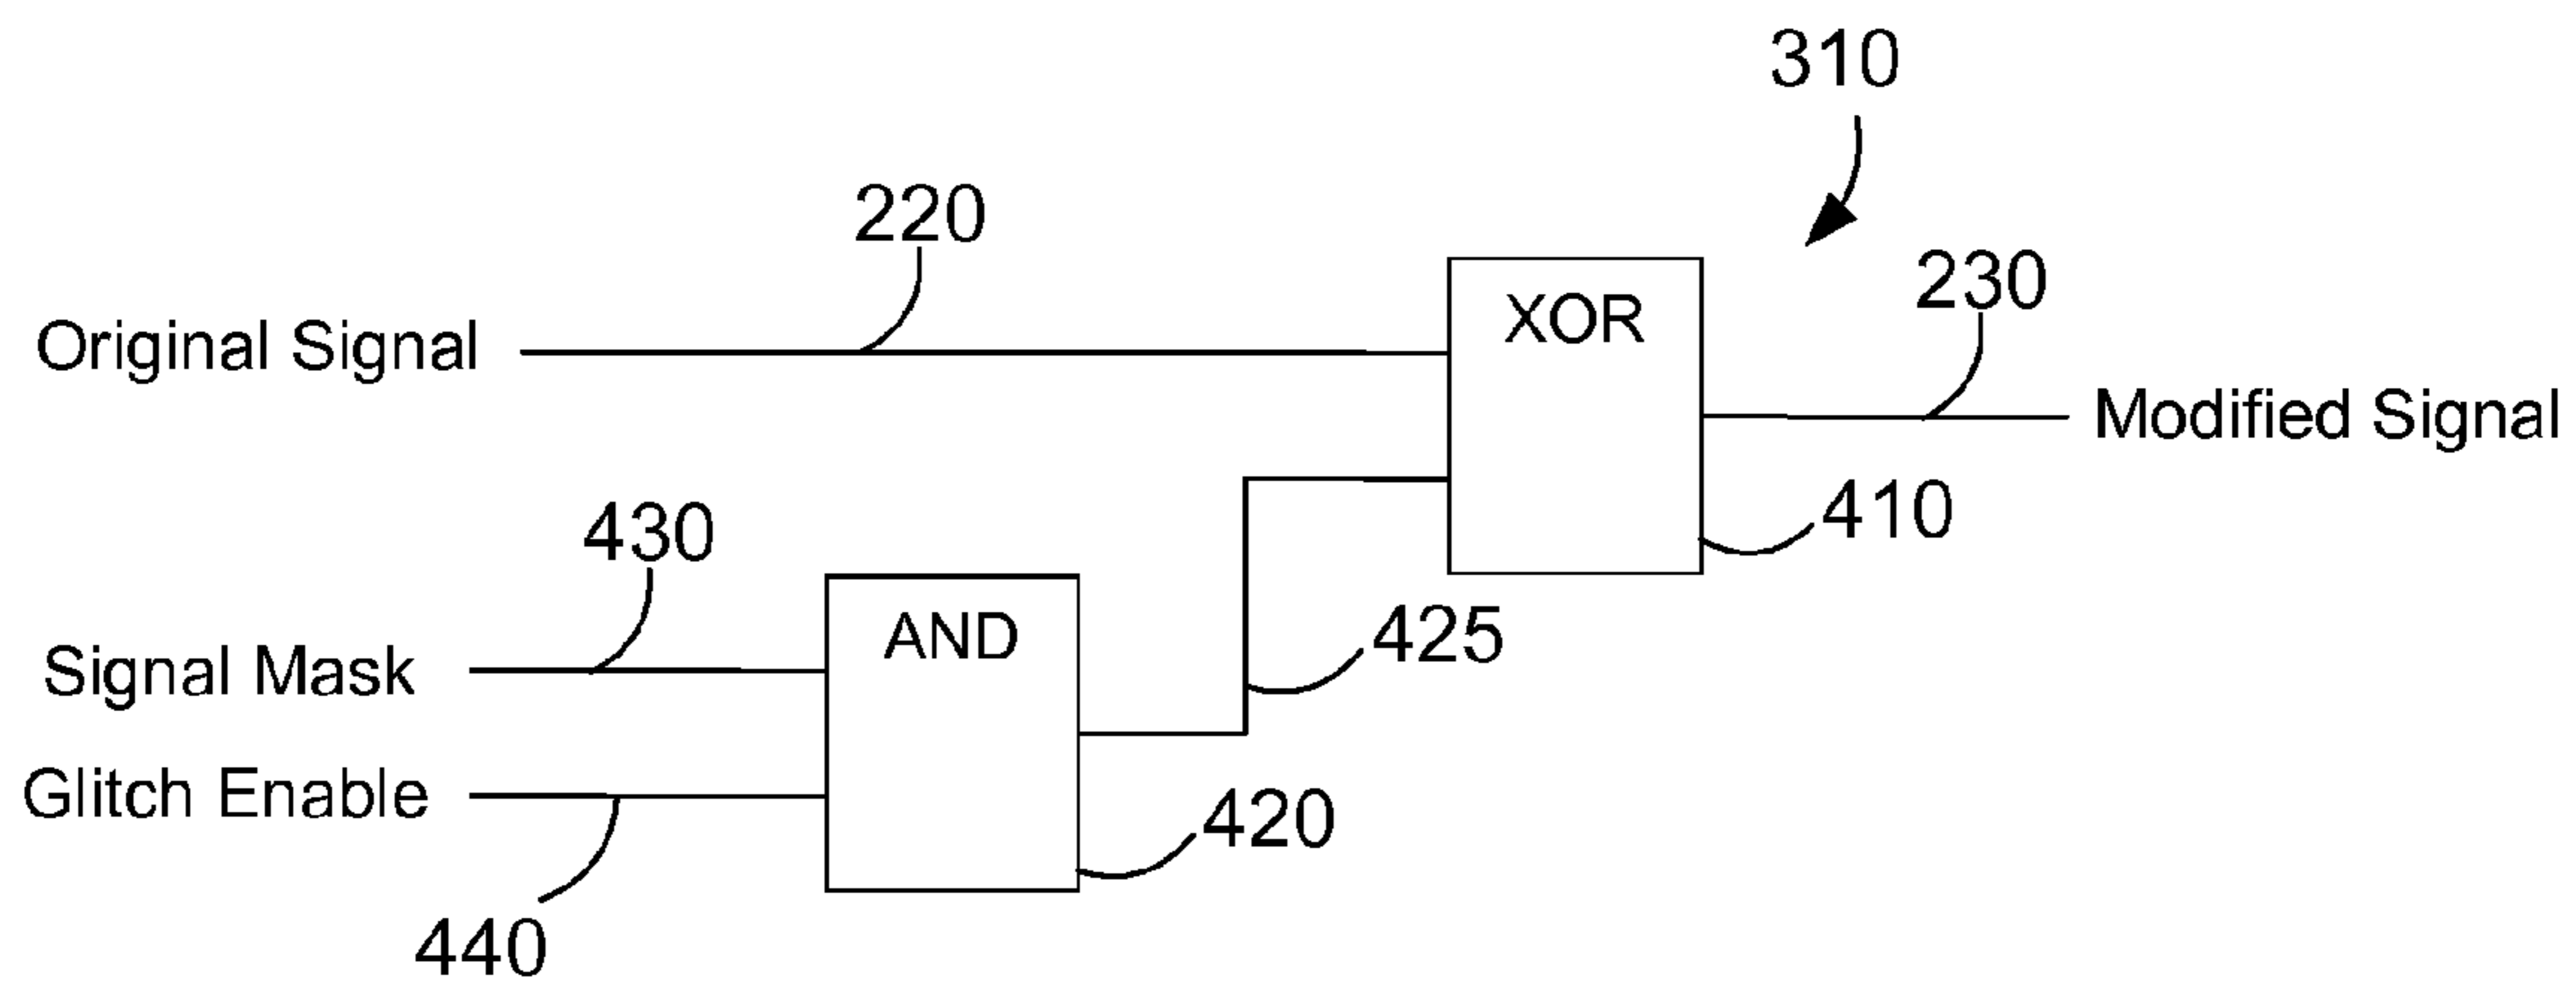 310
220
230
Original Signal
XOR
Modified Signal
430
410
AND
425
Signal Mask
Glitch Enable
420
440